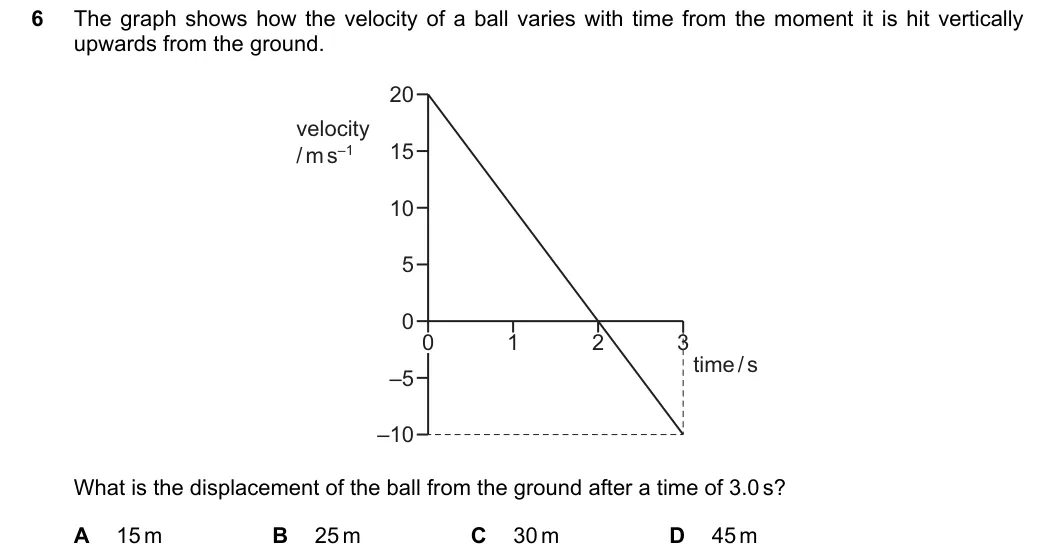 6 The graph shows how the velocity of a ball varies with time from the moment it is hit vertically
upwards from the ground.
20
velocity
/ m s–1
15
10
5
0
0 1 2 3
time / s
–5
–10
What is the displacement of the ball from the ground after a time of 3.0 s?
A 15 m B 25 m C 30 m D 45 m